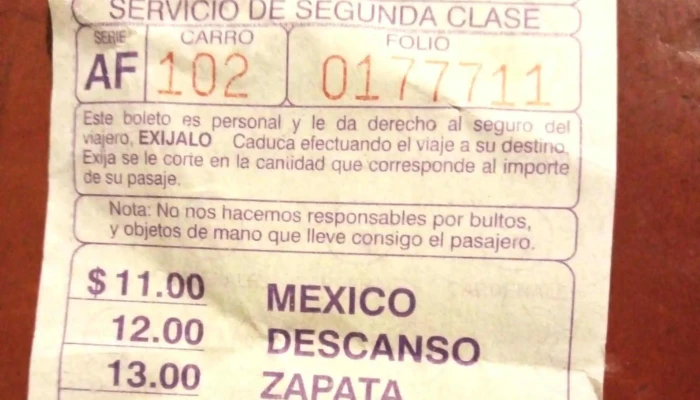 SERVICIO DE SEGUNDA CLASE
SERIE CARRO FOLIO
AF 102 0177711
Este boleto es personal y le da derecho al seguro del
viajero, EXIJALO Caduca efectuando el viaje a su destino.
Exija se le corte en la cantidad que corresponde al importe
de su pasaje.
Nota: No nos hacemos responsables por bultos,
y objetos de mano que lleve consigo el pasajero.
$ 11.00 MEXICO
12.00 DESCANSO
13.00 ZAPATA